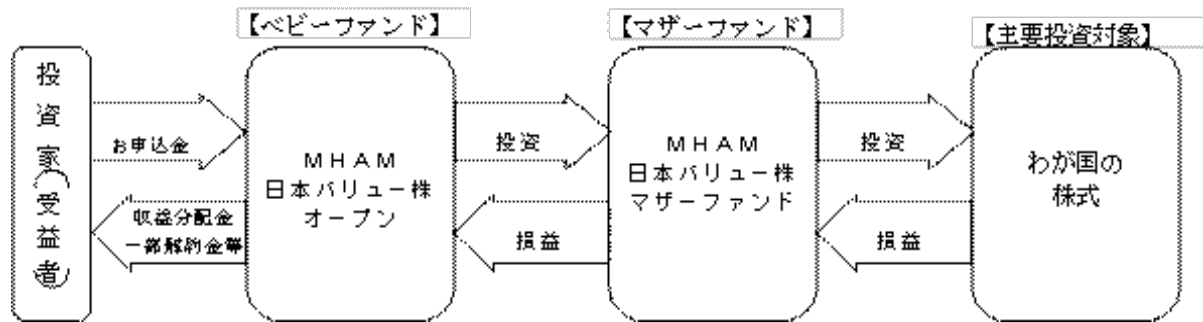 【ベビーファンド】
【マザーファンド】
【主要投資対象】
投資家(受益者)
お申込金
収益分配金
一部解約金等
MHAM
日本バリュー株
オープン
投資
損益
MHAM
日本バリュー株
マザーファンド
投資
損益
わが国の
株式